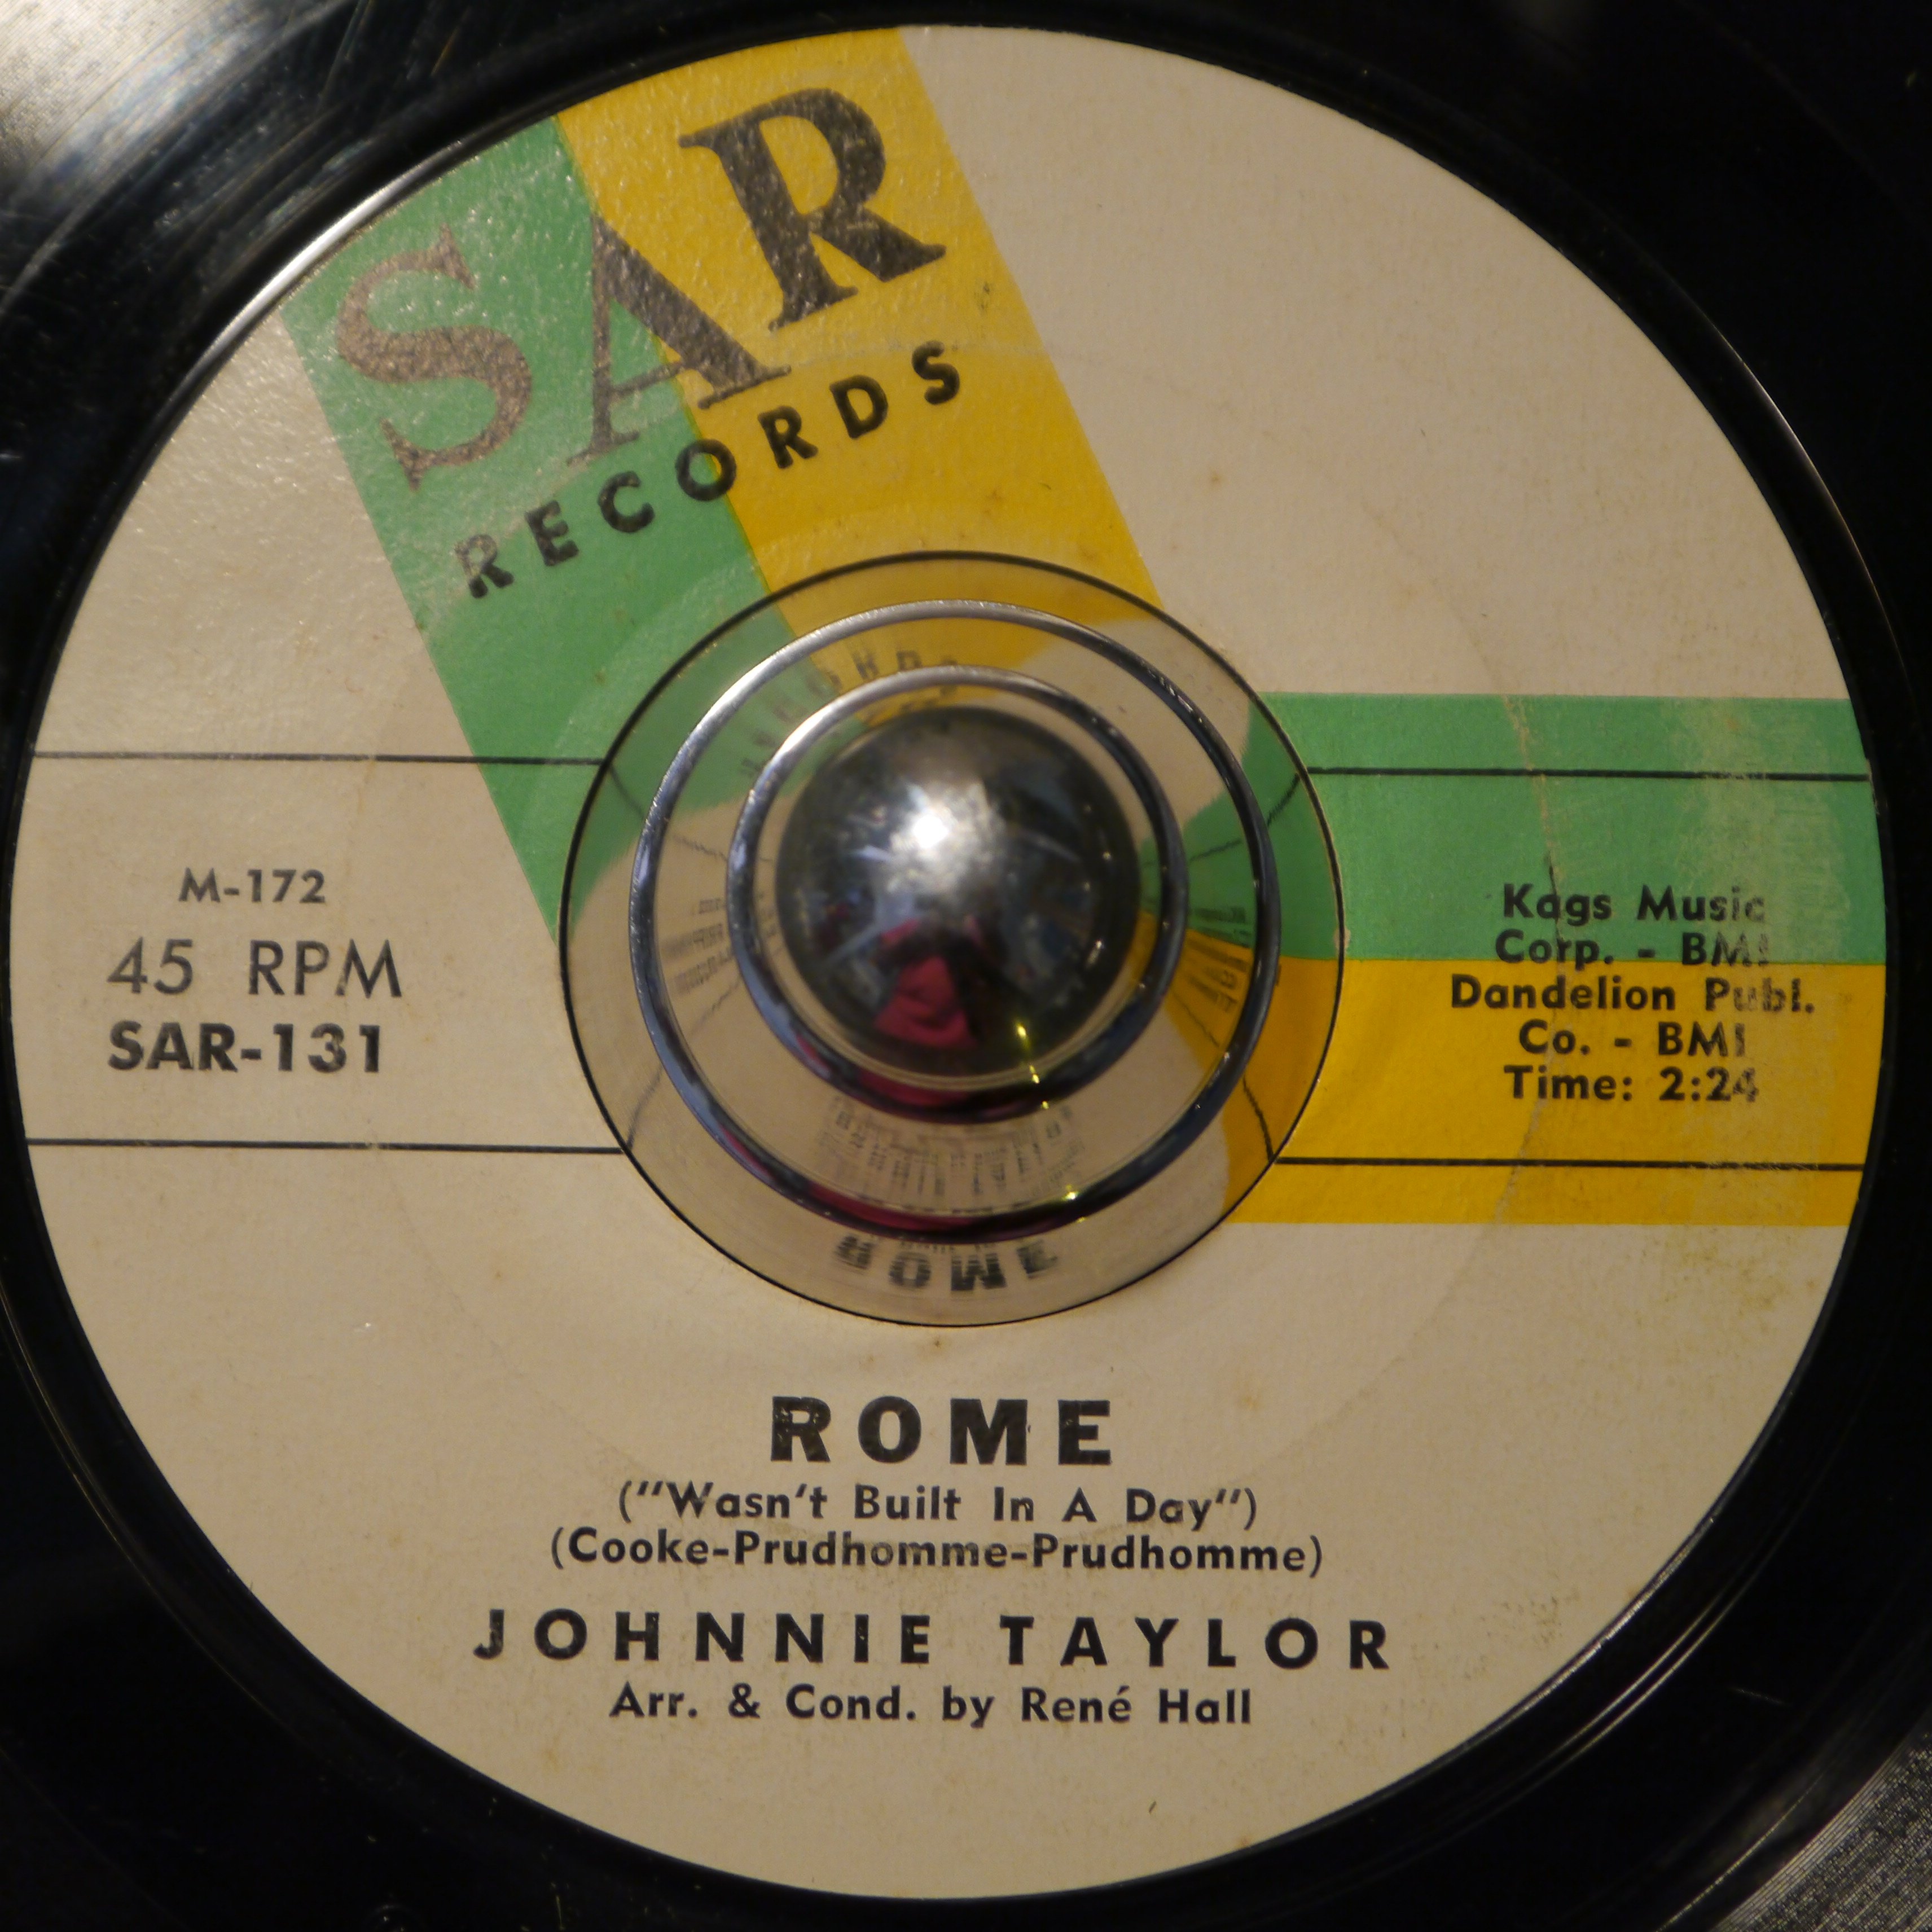 SAR
RECORDS
M-172
45 RPM
SAR-131
Kags Music
Corp. - BMI
Dandelion Publ.
Co. - BMI
Time: 2:24
ROME
("Wasn't Built In A Day")
(Cooke-Prudhomme-Prudhomme)
JOHNNIE TAYLOR
Arr. & Cond. by René Hall